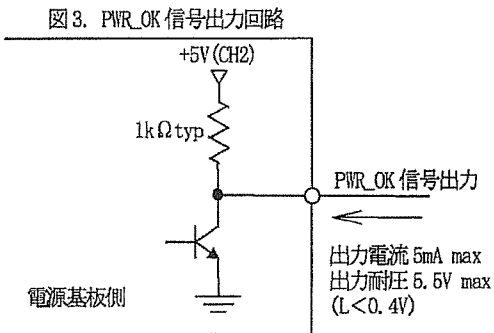 図3. PWR_OK 信号出力回路
+5V(CH2)
1kΩtyp
PWR_OK 信号出力
出力電流 5mA max
出力耐圧 5.5V max
(L<0.4V)
電源基板側